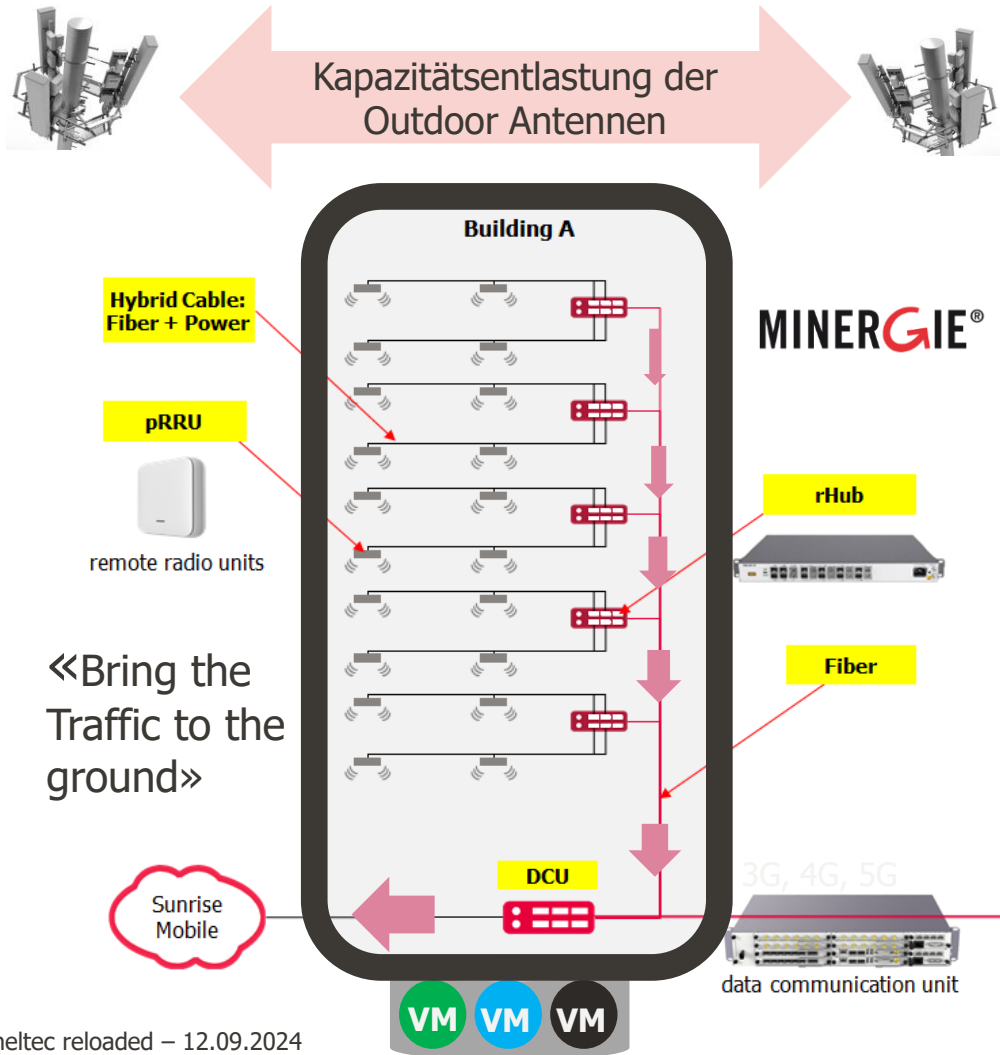 Kapazitätsentlastung der
Outdoor Antennen
Building A
Hybrid Cable:
Fiber + Power
MINERGIE®
pRRU
rHub
remote radio units
«Bring the
Traffic to the
ground»
Fiber
3G, 4G, 5G
DCU
Sunrise
Mobile
data communication unit
VM VM VM
reloaded – 12.09.2024